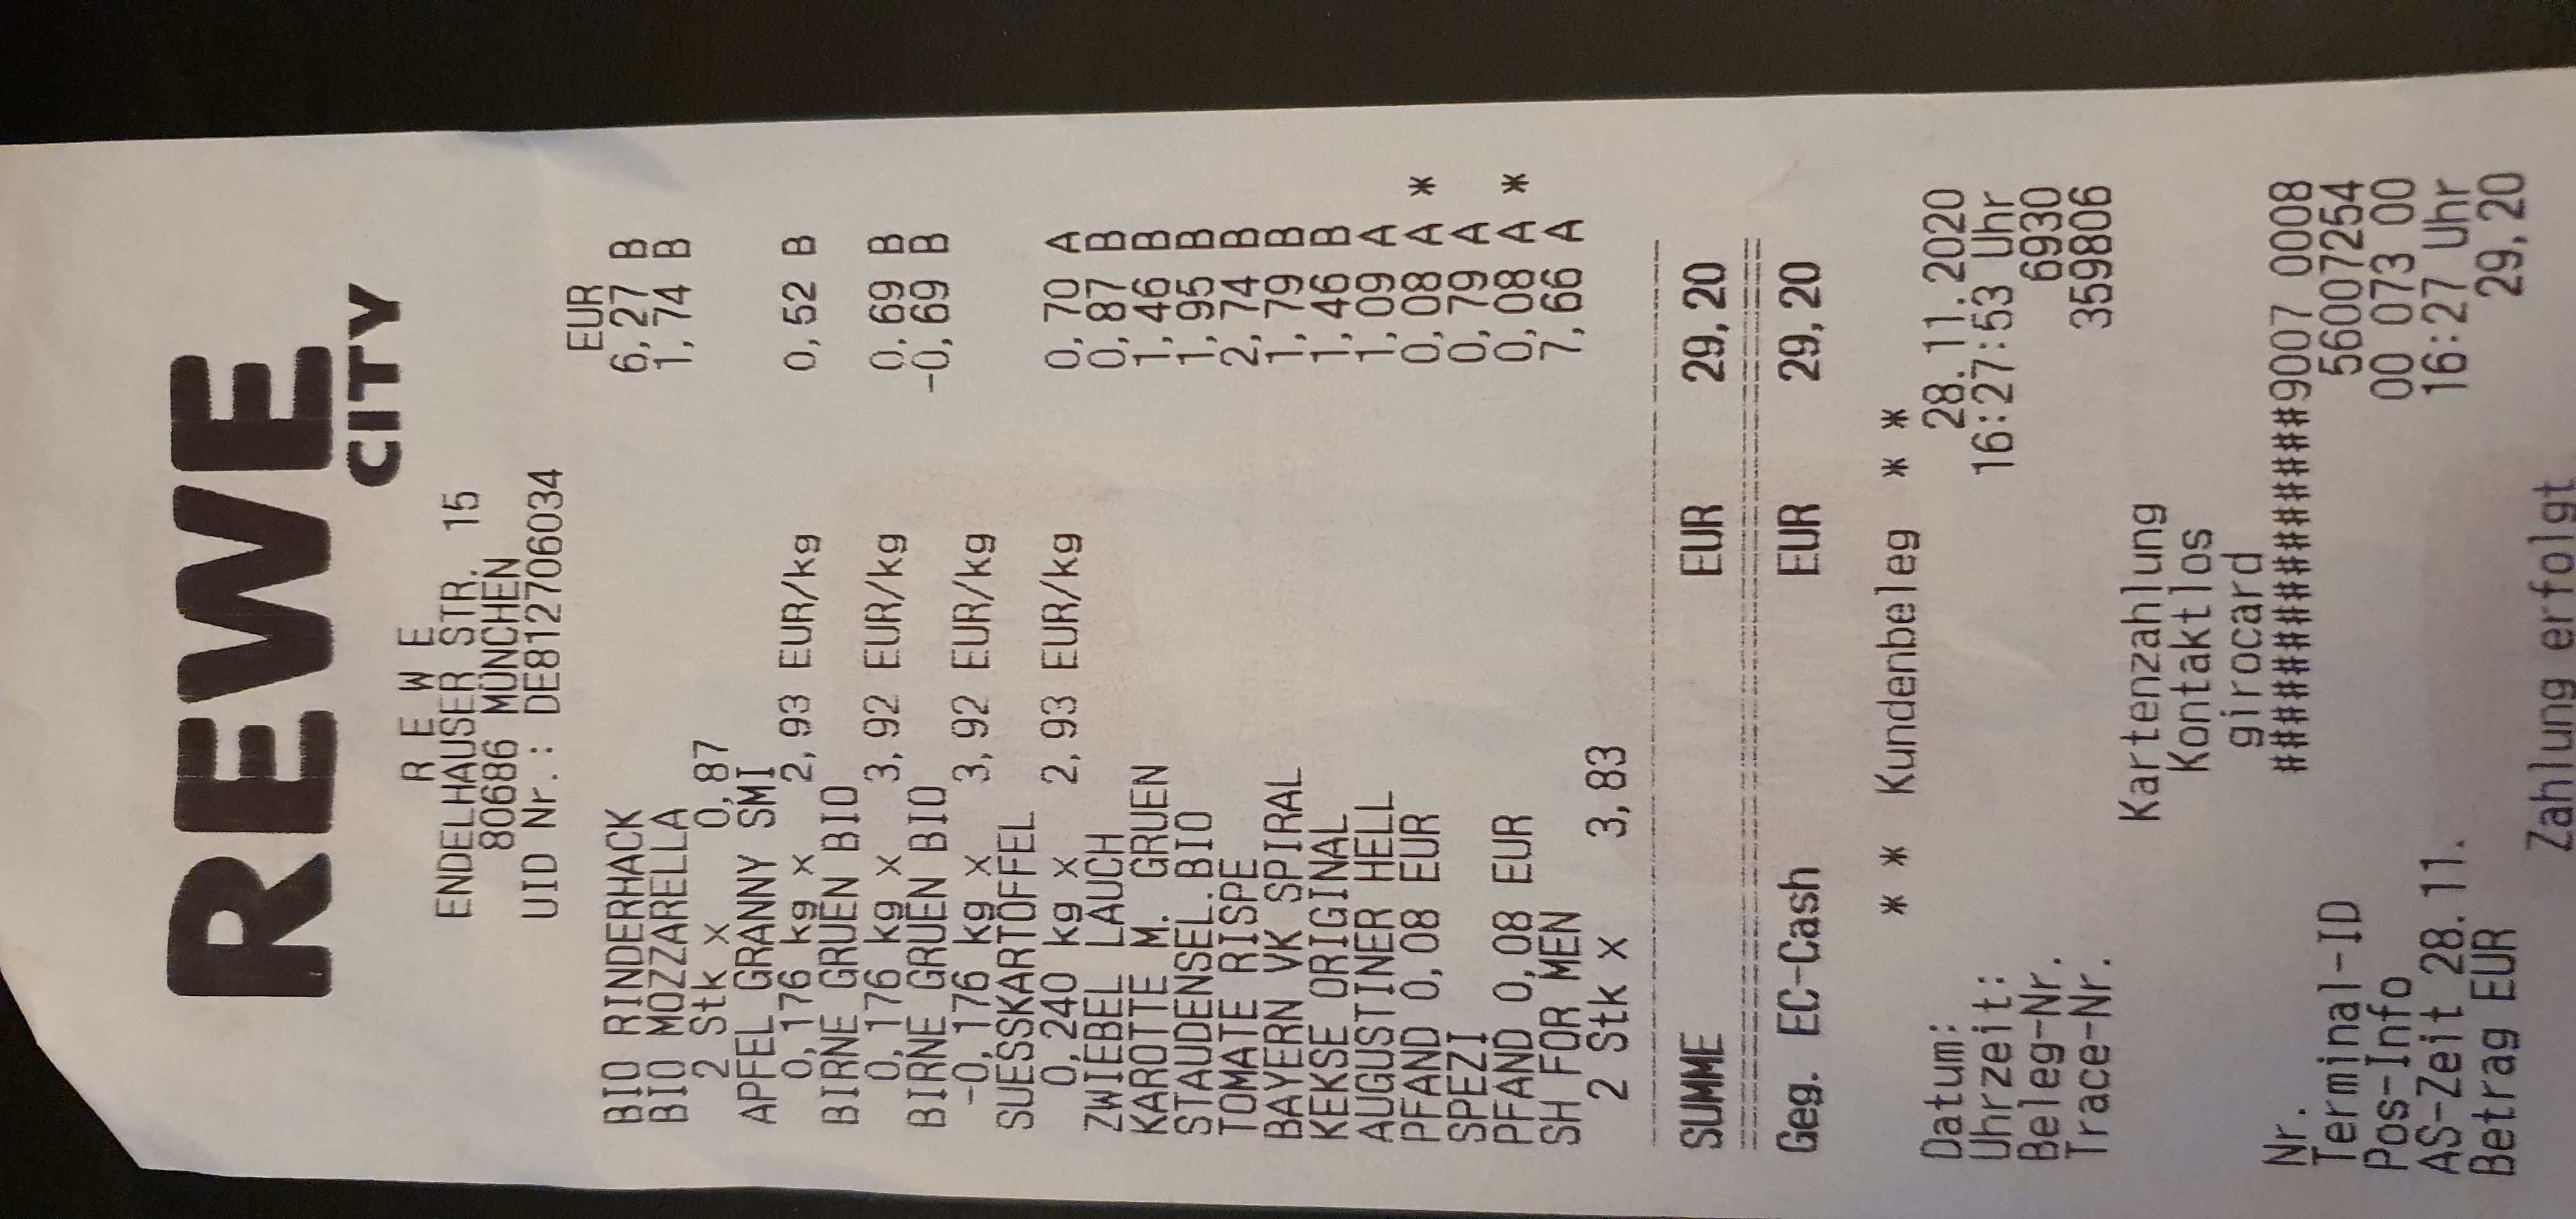 REWE
CITY
R E W E
ENDELHAUSER STR. 15
80686 MÜNCHEN
UID Nr.: DE812706034
EUR
BIO RINDERHACK 6,27 B
BIO MOZZARELLA 1,74 B
2 Stk x 0,87
APFEL GRANNY SMI
0,176 kg x 2,93 EUR/kg 0,52 B
BIRNE GRUEN BIO
0,176 kg x 3,92 EUR/kg 0,69 B
BIRNE GRUEN BIO -0,69 B
-0,176 kg x 3,92 EUR/kg
SUESSKARTOFFEL
0,240 kg x 2,93 EUR/kg 0,70 A
ZWIEBEL LAUCH 0,87 B
KAROTTE M. GRUEN 1,46 B
STAUDENSEL.BIO 1,95 B
TOMATE RISPE 2,74 B
BAYERN VK SPIRAL 1,79 B
KEKSE ORIGINAL 1,46 B
AUGUSTINER HELL 1,09 A
PFAND 0,08 EUR 0,08 A *
SPEZI 0,79 A
PFAND 0,08 EUR 0,08 A *
SH FOR MEN 7,66 A
2 Stk x 3,83
SUMME EUR 29,20
Geg. EC-Cash EUR 29,20
* * Kundenbeleg * *
Datum: 28.11.2020
Uhrzeit: 16:27:53 Uhr
Beleg-Nr. 6930
Trace-Nr. 359806
Kartenzahlung
Kontaktlos
girocard
Nr. ###############9007 0008
Terminal-ID 56007254
Pos-Info 00 073 00
AS-Zeit 28.11. 16:27 Uhr
Betrag EUR 29,20
Zahlung erfolgt